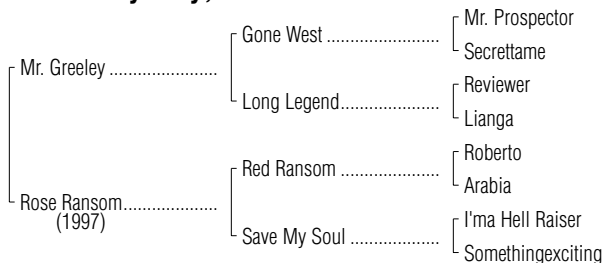 Mr. Prospector
Gone West ....................
Secrettame
Mr. Greeley ....................
Reviewer
Long Legend....................
Lianga
Roberto
Red Ransom ....................
Arabia
Rose Ransom....................
(1997)
I'ma Hell Raiser
Save My Soul ....................
Somethingexciting